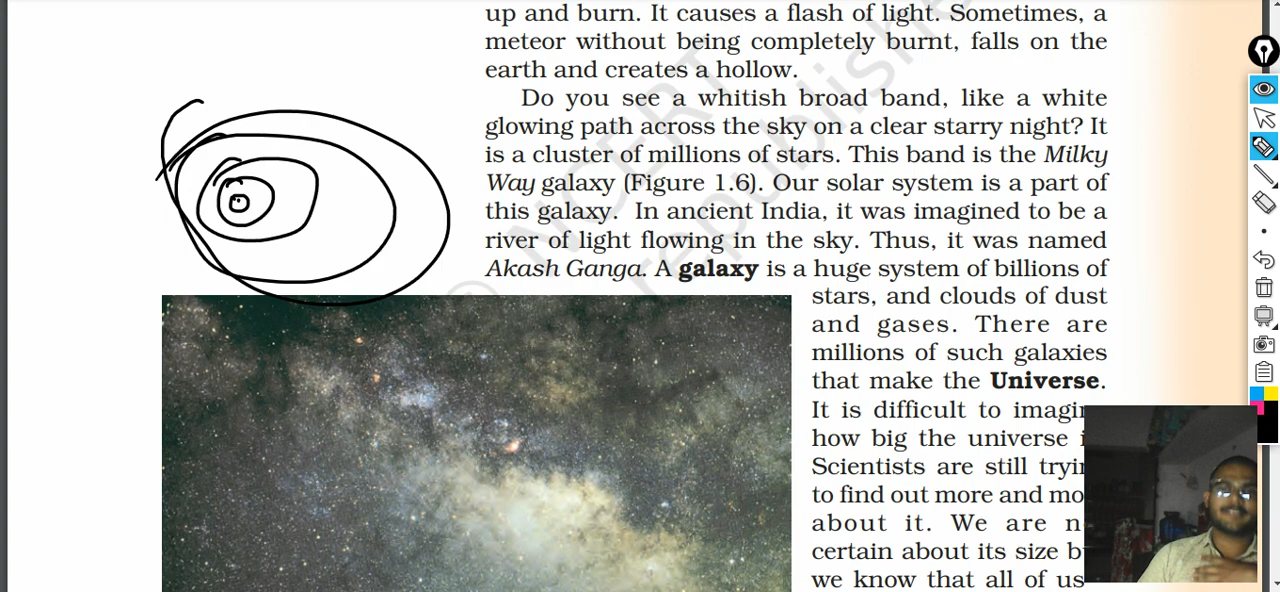 up and burn. It causes a flash of light. Sometimes, a
meteor without being completely burnt, falls on the
earth and creates a hollow.
Do you see a whitish broad band, like a white
glowing path across the sky on a clear starry night? It
is a cluster of millions of stars. This band is the Milky
Way galaxy (Figure 1.6). Our solar system is a part of
this galaxy. In ancient India, it was imagined to be a
river of light flowing in the sky. Thus, it was named
Akash Ganga. A galaxy is a huge system of billions of
stars, and clouds of dust
and gases. There are
millions of such galaxies
that make the Universe.
It is difficult to
how big the universe
Scientists are still
to find out more and
about it. We are
certain about its size
we know that all of us
© NCERT